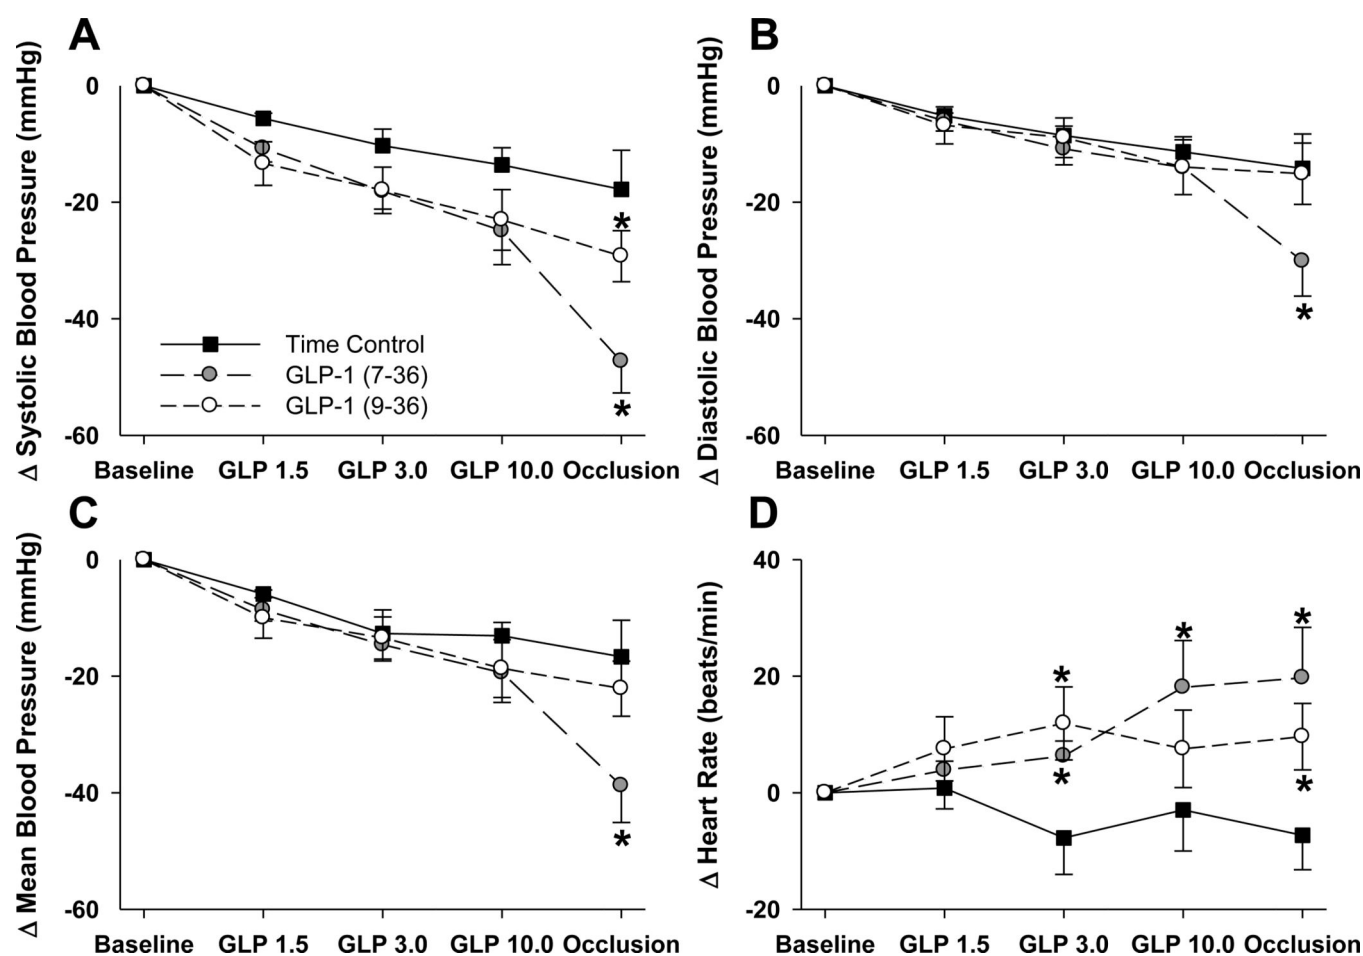 A
Δ Systolic Blood Pressure (mmHg)
0
-20
-40
-60
Time Control
GLP-1 (7-36)
GLP-1 (9-36)
*
*
Baseline GLP 1.5 GLP 3.0 GLP 10.0 Occlusion
B
Δ Diastolic Blood Pressure (mmHg)
0
-20
-40
-60
*
Baseline GLP 1.5 GLP 3.0 GLP 10.0 Occlusion
C
Δ Mean Blood Pressure (mmHg)
0
-20
-40
-60
*
Baseline GLP 1.5 GLP 3.0 GLP 10.0 Occlusion
D
Δ Heart Rate (beats/min)
40
20
0
-20
*
*
*
*
*
Baseline GLP 1.5 GLP 3.0 GLP 10.0 Occlusion